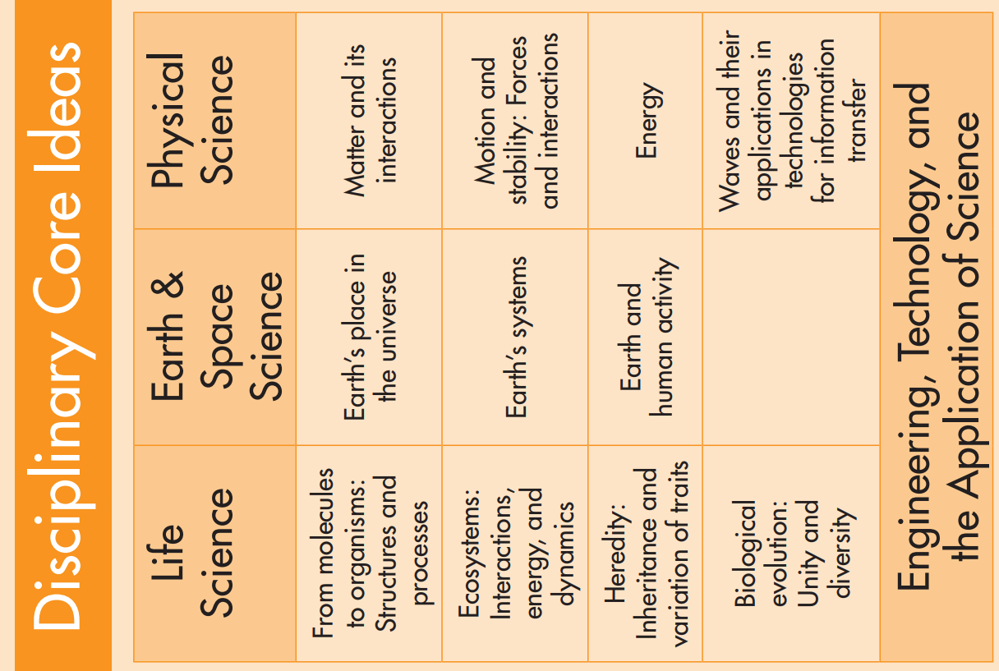 Disciplinary Core Ideas
Life
Science
Earth &
Space
Science
Physical
Science
From molecules
to organisms:
Structures and
processes
Earth’s place in
the universe
Matter and its
interactions
Ecosystems:
Interactions,
energy, and
dynamics
Earth’s systems
Motion and
stability: Forces
and interactions
Heredity:
Inheritance and
variation of traits
Earth and
human activity
Energy
Biological
evolution:
Unity and
diversity
Waves and their
applications in
technologies
for information
transfer
Engineering, Technology, and
the Application of Science